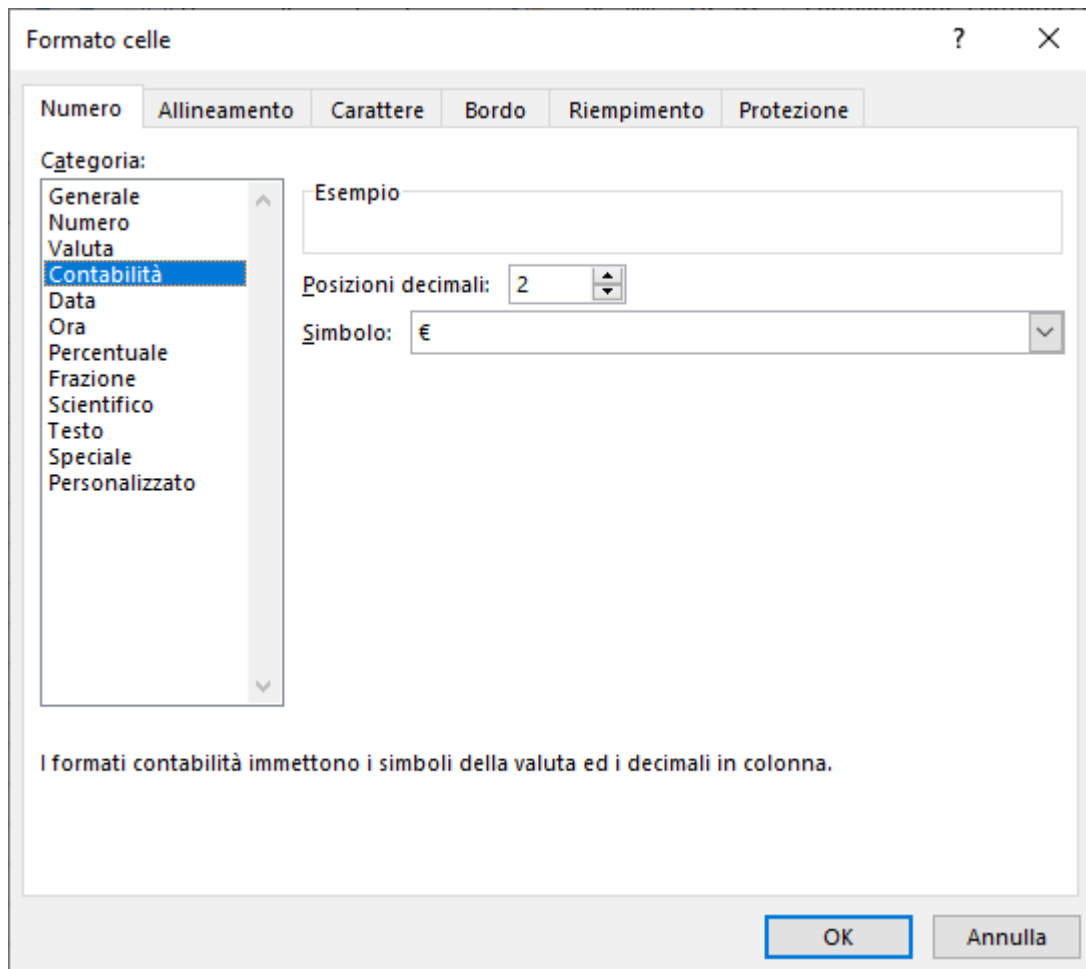 Formato celle
?
Numero
Allineamento
Carattere
Bordo
Riempimento
Protezione
Categoria:
Generale
Numero
Valuta
Contabilità
Data
Ora
Percentuale
Frazione
Scientifico
Testo
Speciale
Personalizzato
Esempio
Posizioni decimali: 2
Simbolo: €
I formati contabilità immettono i simboli della valuta ed i decimali in colonna.
OK
Annulla